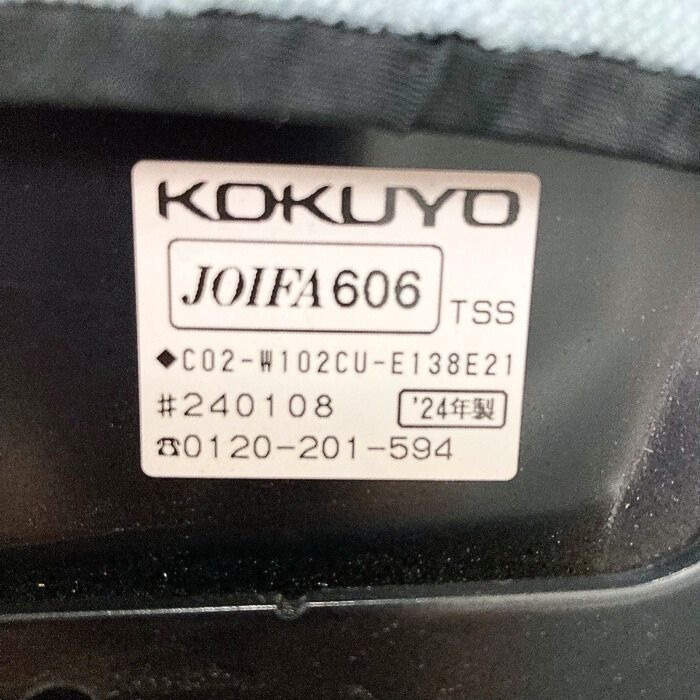 KOKUYO
JOIFA606 TSS
◆C02-W102CU-E138E21
#240108 '24年製
☎0120-201-594